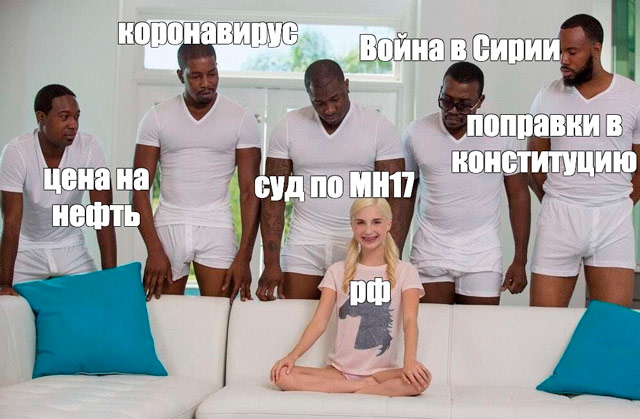 коронавирус
Война в Сирии
поправки в
конституцию
цена на
нефть
суд по МН17
рф